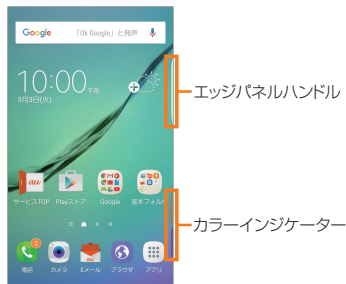 Google 「Ok Google」と発声
10:00 午前
3月3日(火)
エッジパネルハンドル
au
サービスTOP Playストア Google 基本フォルダ
カラーインジケーター
2
電話 カメラ Eメール ブラウザ アプリ